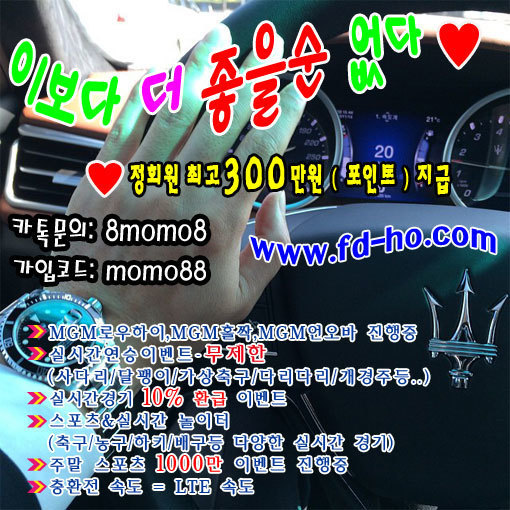 이보다 더 좋을순 없다 ♥
♥ 정회원 최고300만원 ( 포인트 ) 지급
카톡문의: 8momo8
가입코드: momo88
www.fd-ho.com
MGM로우하이,MGM홀짝,MGM언오바 진행중
실시간연승이벤트-무제한
(사다리/달팽이/가상축구/다리다리/개경주등..)
실시간경기 10% 환급 이벤트
스포츠&실시간 놀이터
(축구/농구/하키/배구등 다양한 실시간 경기)
주말 스포츠 1000만 이벤트 진행중
충환전 속도 = LTE 속도
21°C
20